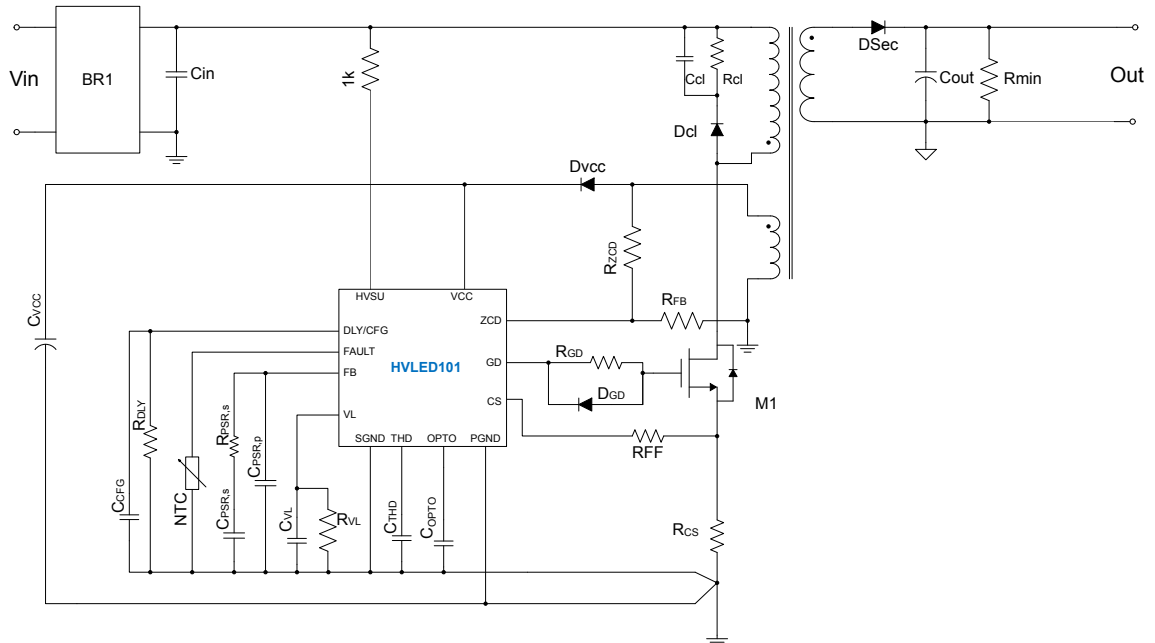 Vin
BR1
Cin
1k
Ccl
Rcl
Dcl
DSec
Cout
Rmin
Out
Dvcc
RZCD
RFB
CVCC
HVSU
VCC
ZCD
DLY/CFG
FAULT
FB
VL
HVLED101
GD
CS
SGND
THD
OPTO
PGND
RGD
DGD
M1
RFF
RCS
CCFG
RDLY
NTC
RPSR,s
CPSR,s
CPSR,p
CVL
RVL
CTHD
COPTO